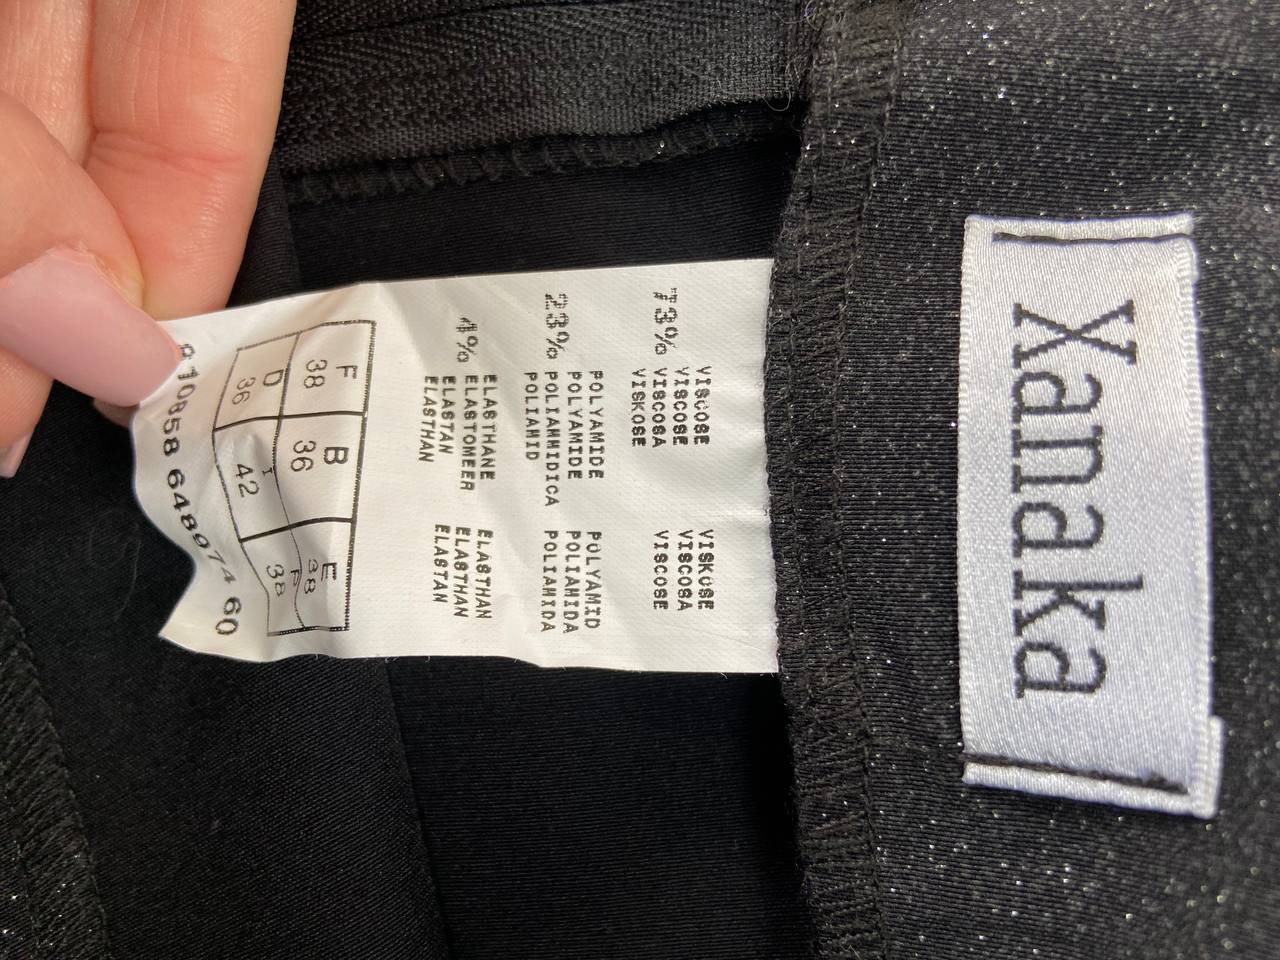 Xanaka
73% VISCOSE VISKOSE
VISCOSE VISCOSA
VISCOSA VISCOSE
VISKOSE
23% POLYAMIDE POLYAMID
POLYAMIDE POLIAMIDA
POLIAMMIDICA POLIAMIDA
POLIAMID
4% ELASTHANE ELASTHAN
ELASTOMEER ELASTHAN
ELASTAN ELASTAN
ELASTHAN
F B E
38 36 38
D I P
36 42 38
10858 648974 60